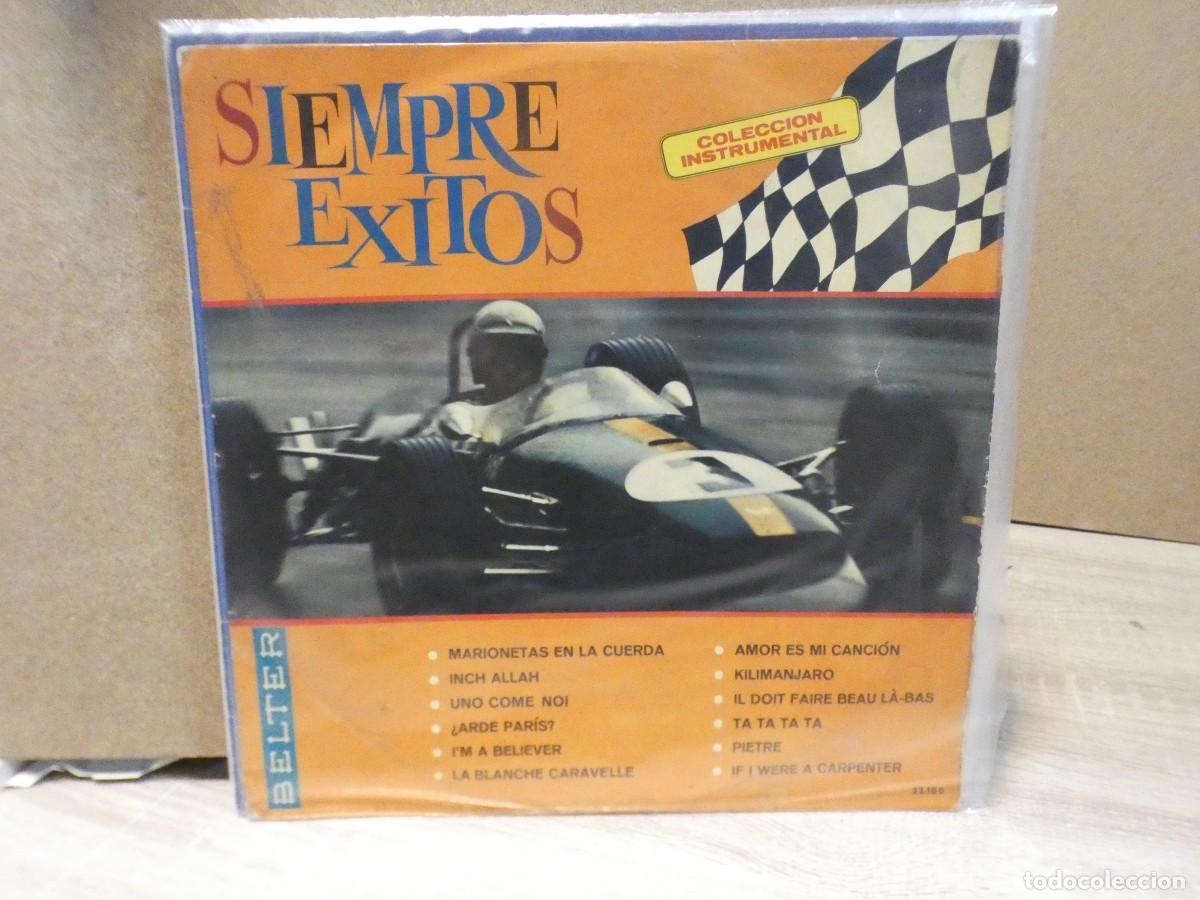 SIEMPRE
EXITOS
COLECCION
INSTRUMENTAL
3
BELTER
MARIONETAS EN LA CUERDA
INCH ALLAH
UNO COME NOI
¿ARDE PARÍS?
I'M A BELIEVER
LA BLANCHE CARAVELLE
AMOR ES MI CANCIÓN
KILIMANJARO
IL DOIT FAIRE BEAU LÀ-BAS
TA TA TA TA
PIETRE
IF I WERE A CARPENTER
22.100
todocoleccion